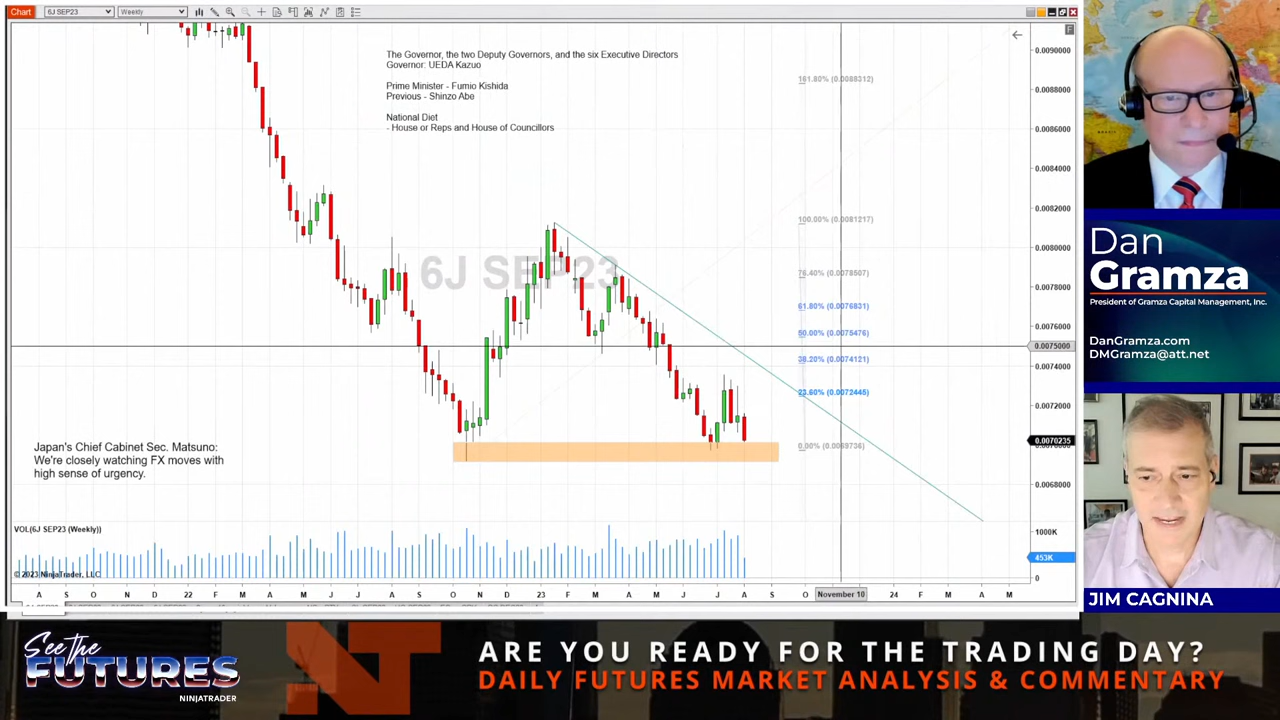 Chart
6J SEP23
Weekly
F
The Governor, the two Deputy Governors, and the six Executive Directors
Governor: UEDA Kazuo
Prime Minister - Fumio Kishida
Previous - Shinzo Abe
National Diet
- House or Reps and House of Councillors
6J SEP23
161.80% (0.0088312)
100.00% (0.0081217)
76.40% (0.0078507)
61.80% (0.0076831)
50.00% (0.0075476)
38.20% (0.0074121)
23.60% (0.0072445)
0.00% (0.0069736)
0.0090000
0.0088000
0.0086000
0.0084000
0.0082000
0.0080000
0.0078000
0.0076000
0.0075000
0.0074000
0.0072000
0.0070235
0.0068000
Japan's Chief Cabinet Sec. Matsuno:
We're closely watching FX moves with
high sense of urgency.
VOL(6J SEP23 (Weekly))
1000K
453K
0
© 2023 NinjaTrader, LLC
A S O N D 22 F M A M J J A S O N D 23 F M A M J J A S O November 10 24 F M A M
Dan
Gramza
President of Gramza Capital Management, Inc.
DanGramza.com
DMGramza@att.net
JIM CAGNINA
See the
FUTURES
NINJATRADER
ARE YOU READY FOR THE TRADING DAY?
DAILY FUTURES MARKET ANALYSIS & COMMENTARY